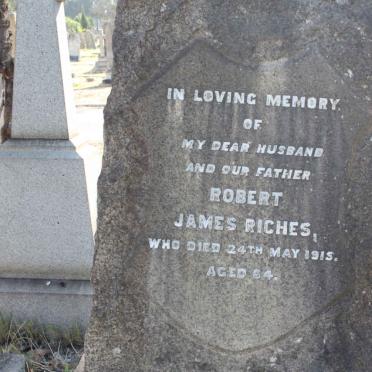 IN LOVING MEMORY
OF
MY DEAR HUSBAND
AND OUR FATHER
ROBERT
JAMES RICHES,
WHO DIED 24TH MAY 1915.
AGED 64.